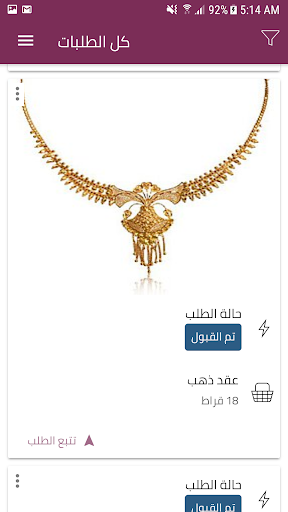 92% 5:14 AM
كل الطلبات
حالة الطلب
تم القبول
عقد ذهب
18 قراط
تتبع الطلب
حالة الطلب
تم القبول